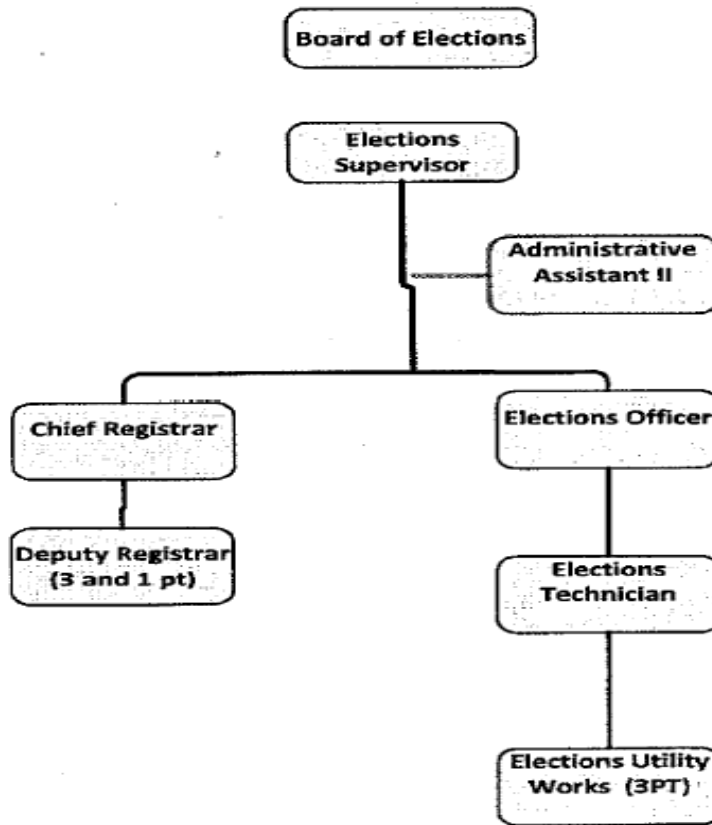 Board of Elections
Elections
Supervisor
Administrative
Assistant II
Chief Registrar
Elections Officer
Deputy Registrar
(3 and 1 pt)
Elections
Technician
Elections Utility
Works (3PT)